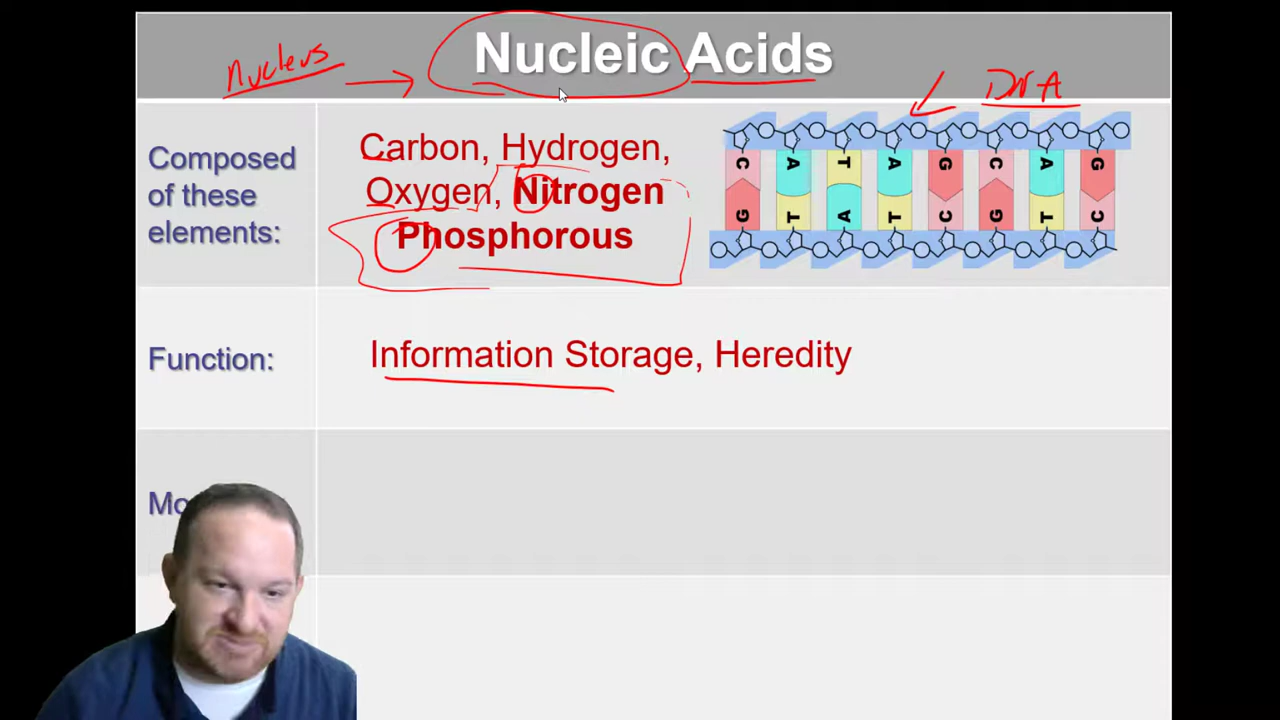 Nucleus → Nucleic Acids
DNA
Composed
of these
elements:
Carbon, Hydrogen,
Oxygen, Nitrogen
Phosphorous
C A T A G C A G
G T A T C G T C
Function:
Information Storage, Heredity
Mo